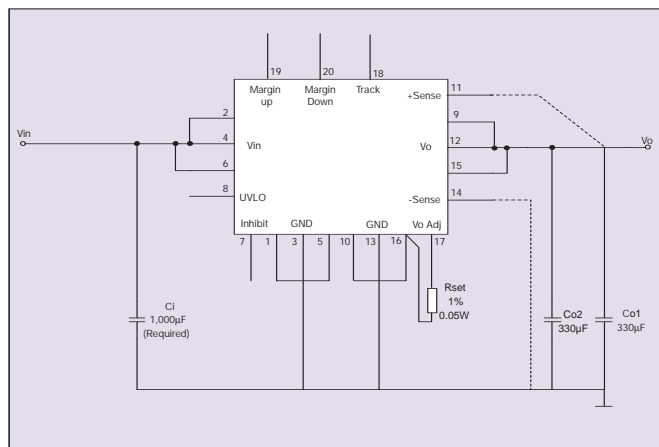 19
20
18
Margin
up
Margin
Down
Track
+Sense
11
2
9
Vin
4
Vin
Vo
12
Vo
6
15
8
UVLO
-Sense
14
Inhibit
GND
GND
Vo Adj
7
1
3
5
10
13
16
17
Rset
1%
0.05W
Ci
1,000µF
(Required)
Co2
330µF
Co1
330µF